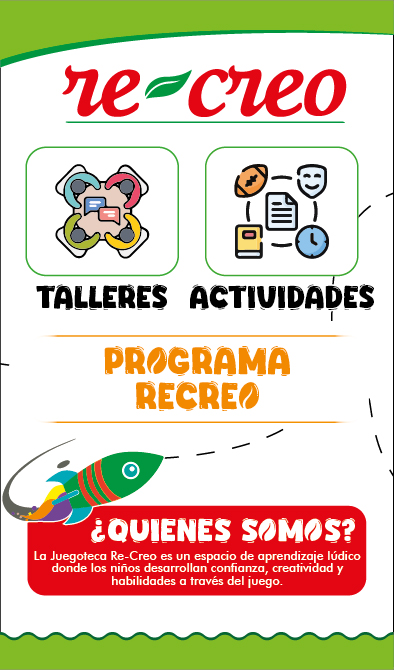 re-creo
TALLERES ACTIVIDADES
PROGRAMA
RECREO
¿QUIENES SOMOS?
La Juegoteca Re-Creo es un espacio de aprendizaje lúdico
donde los niños desarrollan confianza, creatividad y
habilidades a través del juego.